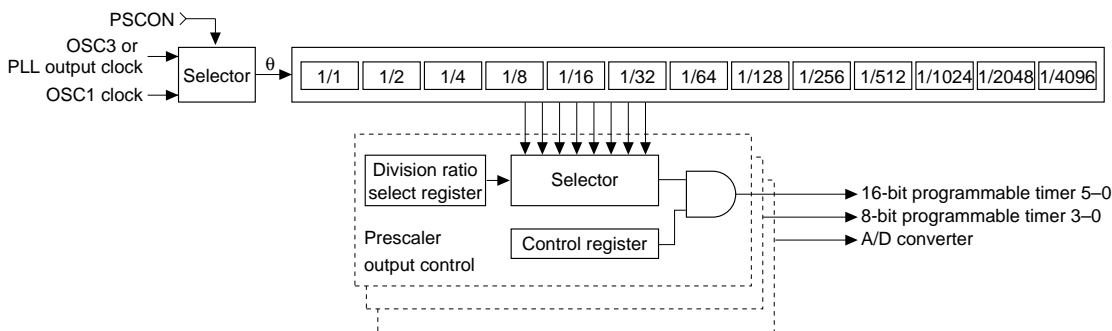 PSCON
OSC3 or
PLL output clock
OSC1 clock
Selector
θ
1/1 1/2 1/4 1/8 1/16 1/32 1/64 1/128 1/256 1/512 1/1024 1/2048 1/4096
Division ratio
select register
Selector
Control register
Prescaler
output control
16-bit programmable timer 5–0
8-bit programmable timer 3–0
A/D converter